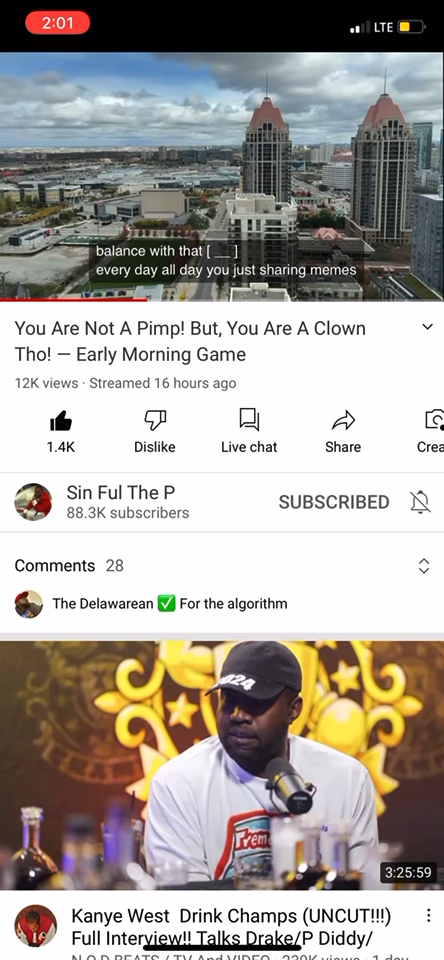 2:01
LTE
balance with that [ __ ]
every day all day you just sharing memes
You Are Not A Pimp! But, You Are A Clown
Tho! — Early Morning Game
12K views · Streamed 16 hours ago
1.4K
Dislike
Live chat
Share
Crea
Sin Ful The P
88.3K subscribers
SUBSCRIBED
Comments 28
The Delawarean ✅ For the algorithm
2024
3:25:59
Kanye West Drink Champs (UNCUT!!!)
Full Interview!! Talks Drake/P Diddy/